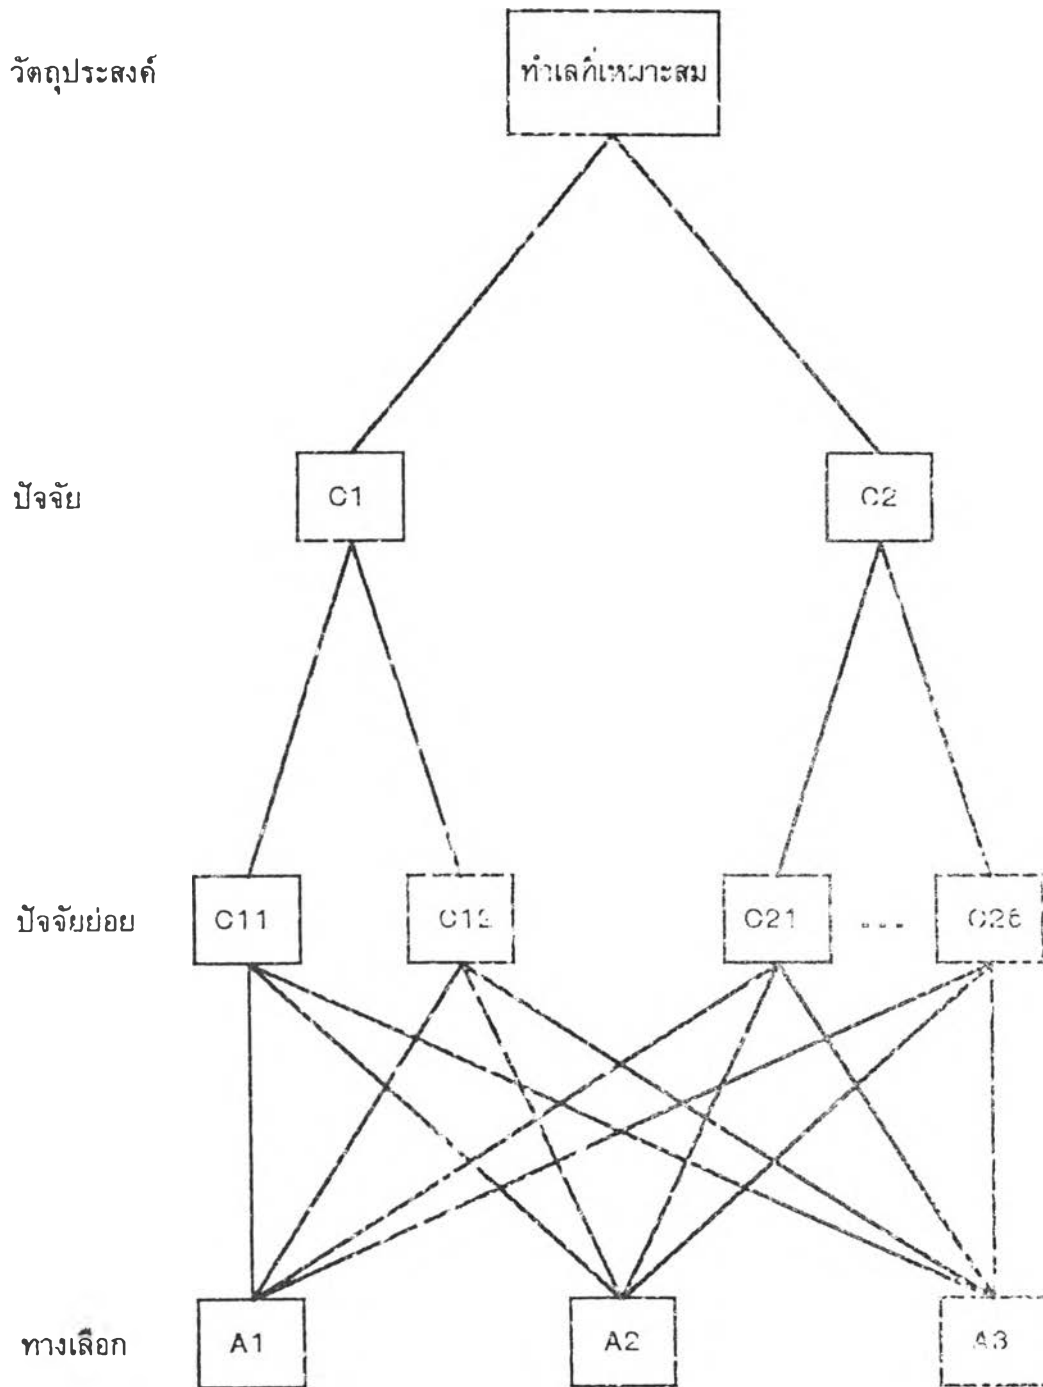 วัตถุประสงค์
ทำเลที่เหมาะสม
ปัจจัย
C1
C2
ปัจจัยย่อย
C11
C12
C21
...
C26
ทางเลือก
A1
A2
A3